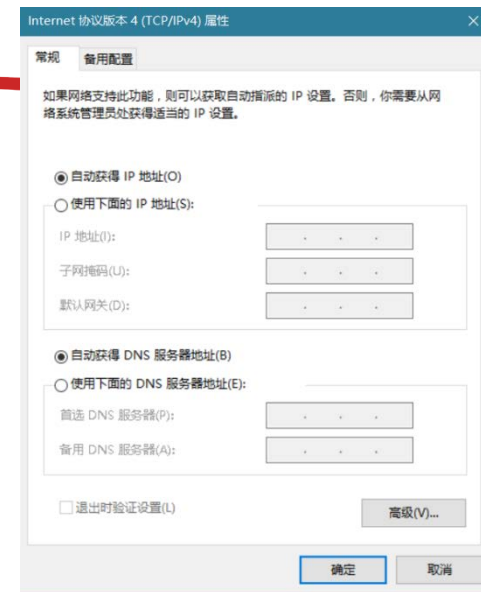 Internet 协议版本 4 (TCP/IPv4) 属性
常规 备用配置
如果网络支持此功能，则可以获取自动指派的 IP 设置。否则，你需要从网
络系统管理员处获得适当的 IP 设置。
自动获得 IP 地址(O)
使用下面的 IP 地址(S):
IP 地址(I):
子网掩码(U):
默认网关(D):
自动获得 DNS 服务器地址(B)
使用下面的 DNS 服务器地址(E):
首选 DNS 服务器(P):
备用 DNS 服务器(A):
退出时验证设置(L)
高级(V)...
确定 取消